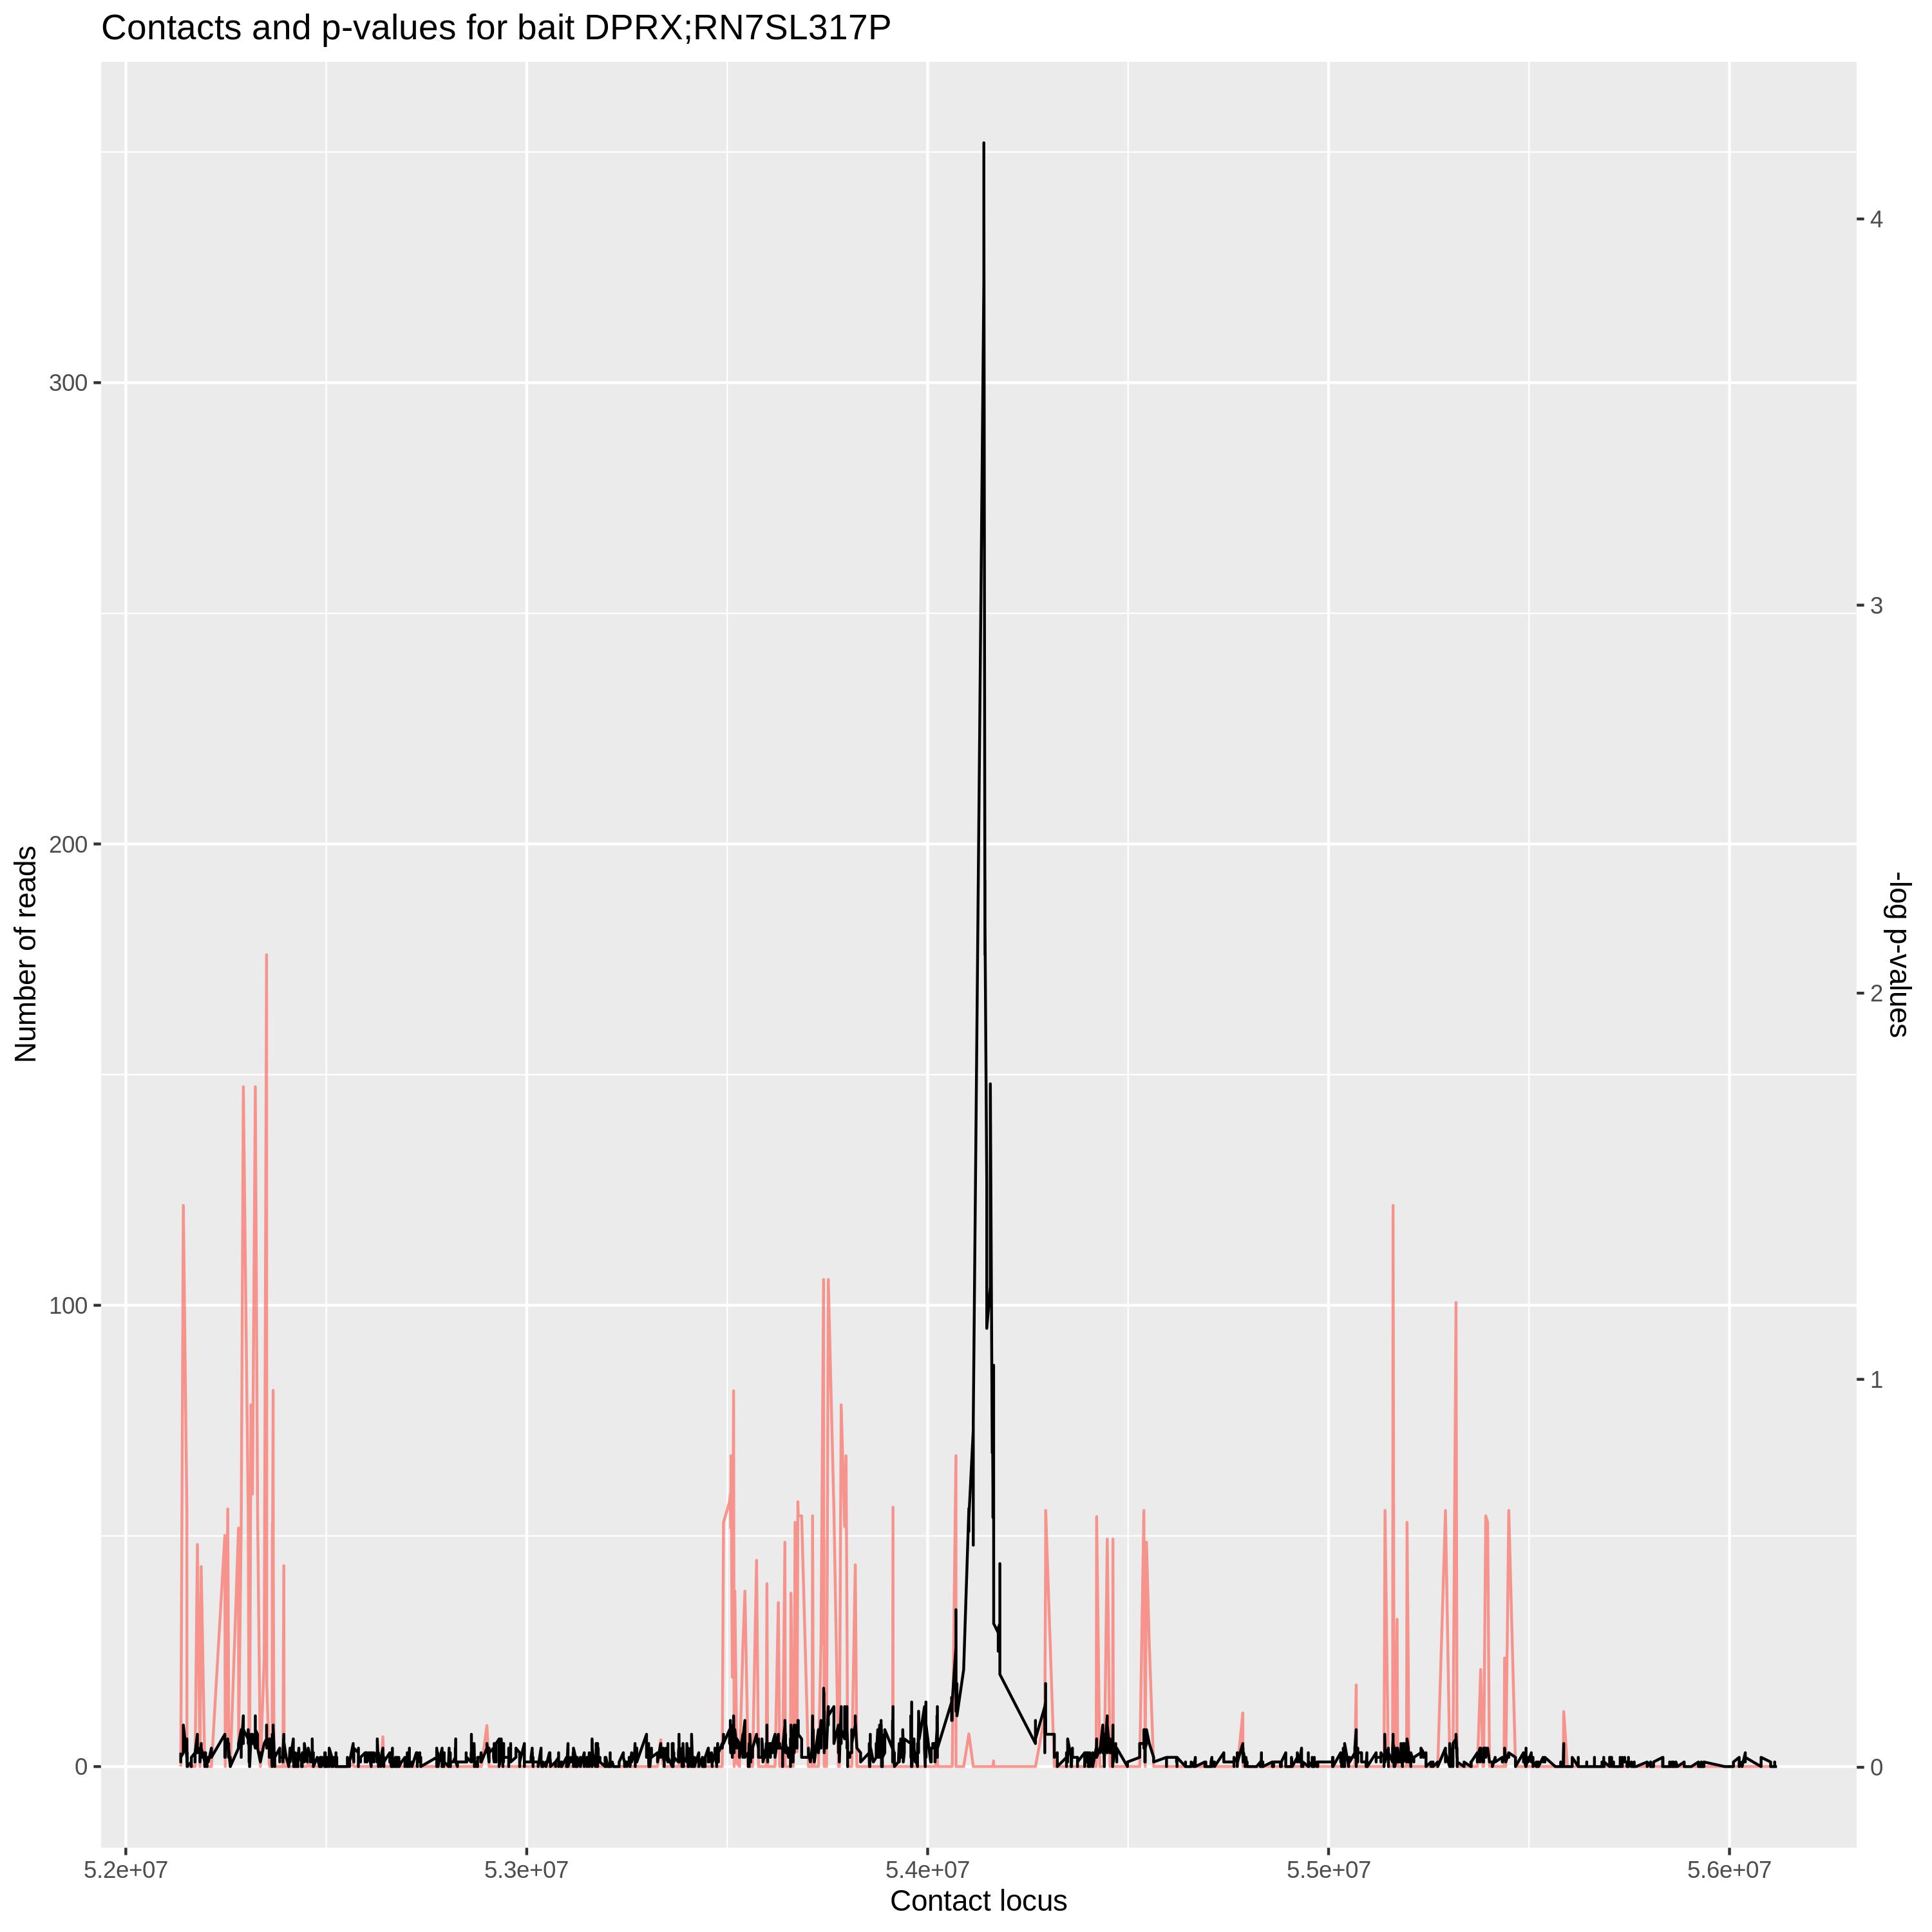 Contacts and p-values for bait DPRX;RN7SL317P
Number of reads
300
200
100
0
4
3
2
1
0
-log p-values
5.2e+07
5.3e+07
5.4e+07
5.5e+07
5.6e+07
Contact locus